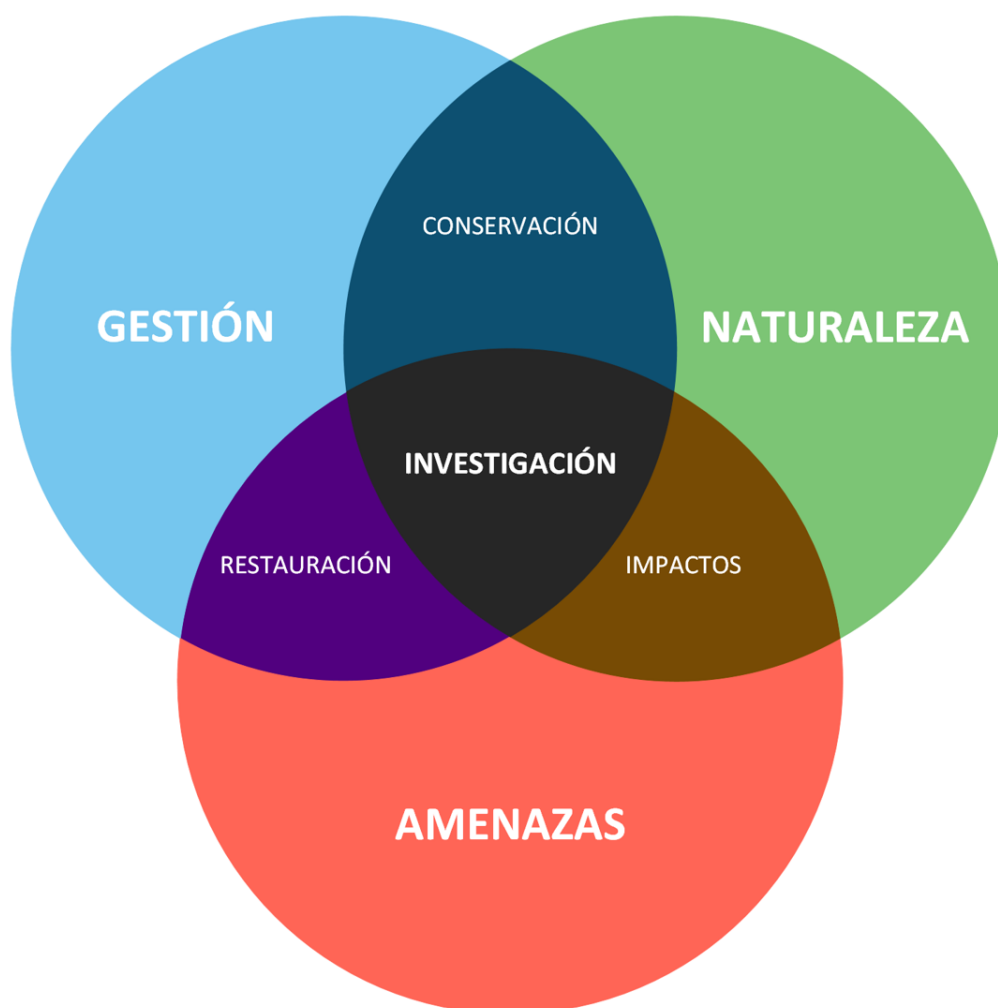 CONSERVACIÓN
GESTIÓN
NATURALEZA
INVESTIGACIÓN
RESTAURACIÓN
IMPACTOS
AMENAZAS